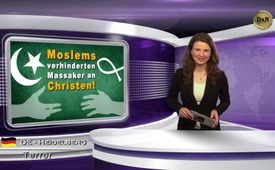 Moslems
verhinderten
Massaker an
Christen!
DE - HEIDELBERG
Terror